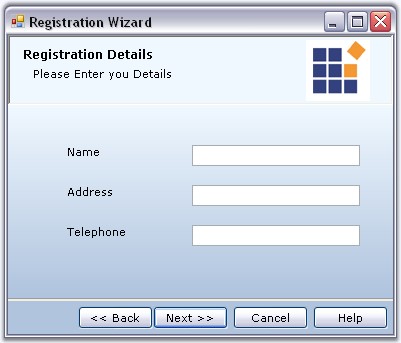 Registration Wizard
Registration Details
Please Enter you Details
Name
Address
Telephone
<< Back Next >> Cancel Help